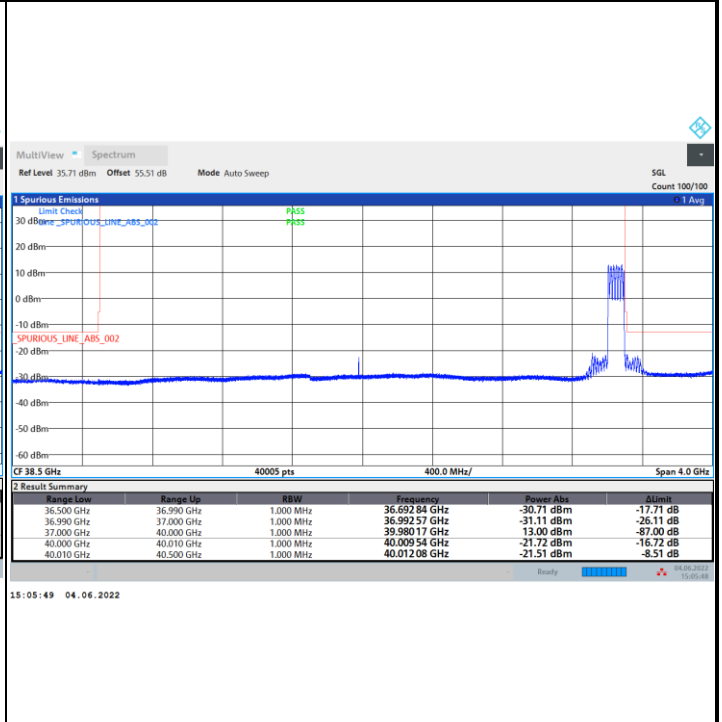 MultiView Spectrum
Ref Level 35.71 dBm Offset 55.51 dB Mode Auto Sweep SGL
Count 100/100
1 Spurious Emissions 1 Avg
Limit Check PASS
Line _SPURIOUS_LINE_ABS_002 PASS
30 dBm
20 dBm
10 dBm
0 dBm
-10 dBm
_SPURIOUS_LINE_ABS_002
-20 dBm
-30 dBm
-40 dBm
-50 dBm
-60 dBm
CF 38.5 GHz 40005 pts 400.0 MHz/ Span 4.0 GHz
2 Result Summary
Range Low Range Up RBW Frequency Power Abs ΔLimit
36.500 GHz 36.990 GHz 1.000 MHz 36.692 84 GHz -30.71 dBm -17.71 dB
36.990 GHz 37.000 GHz 1.000 MHz 36.992 57 GHz -31.11 dBm -26.11 dB
37.000 GHz 40.000 GHz 1.000 MHz 39.980 17 GHz 13.00 dBm -87.00 dB
40.000 GHz 40.010 GHz 1.000 MHz 40.009 54 GHz -21.72 dBm -16.72 dB
40.010 GHz 40.500 GHz 1.000 MHz 40.012 08 GHz -21.51 dBm -8.51 dB
Ready 04.06.2022
15:05:48
15:05:49 04.06.2022